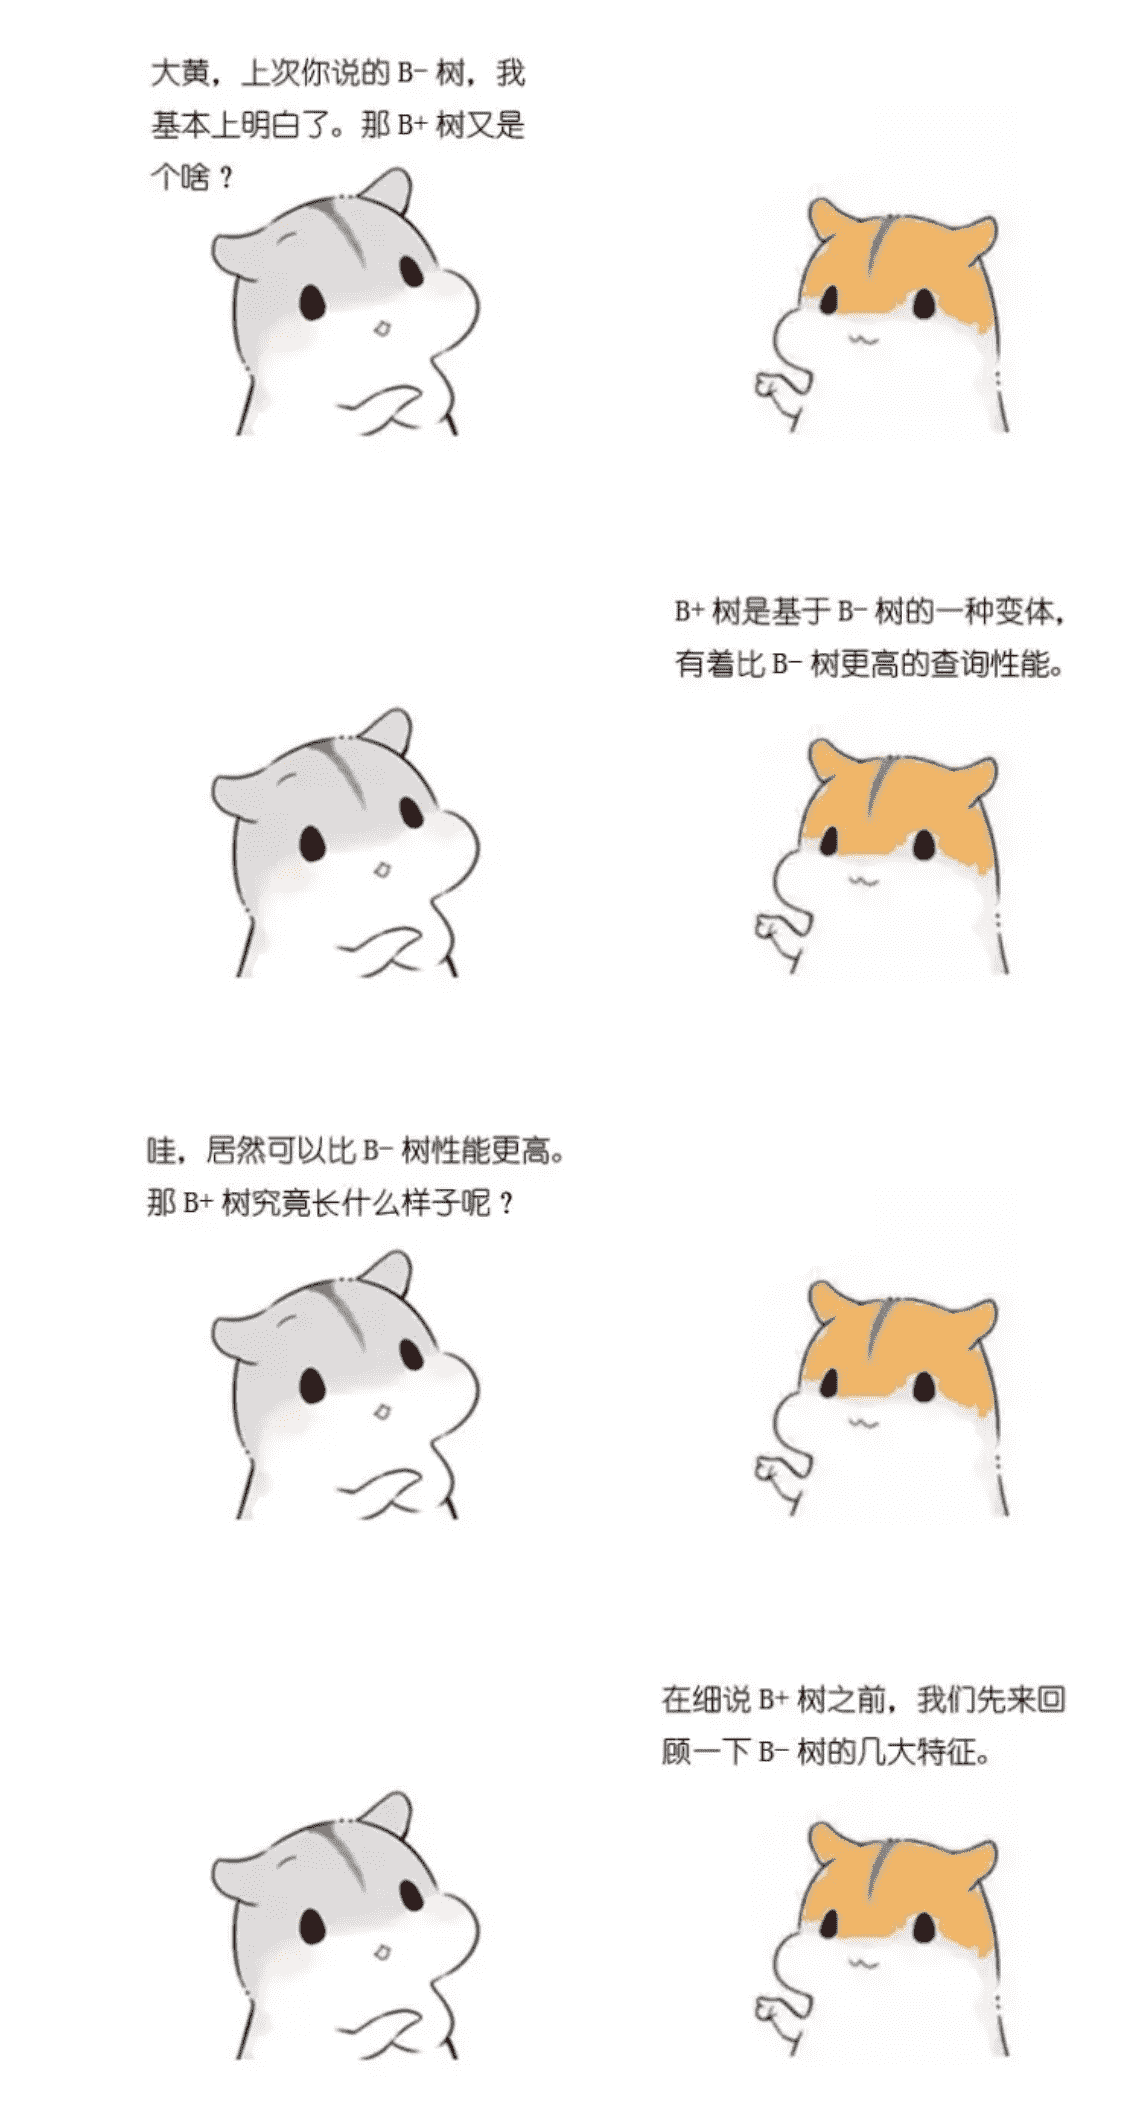 大黄，上次你说的 B- 树，我
基本上明白了。那 B+ 树又是
个啥？
B+ 树是基于 B- 树的一种变体，
有着比 B- 树更高的查询性能。
哇，居然可以比 B- 树性能更高。
那 B+ 树究竟长什么样子呢？
在细说 B+ 树之前，我们先来回
顾一下 B- 树的几大特征。